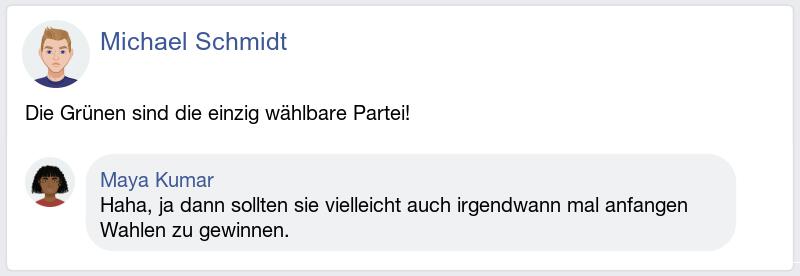 Michael Schmidt
Die Grünen sind die einzig wählbare Partei!
Maya Kumar
Haha, ja dann sollten sie vielleicht auch irgendwann mal anfangen
Wahlen zu gewinnen.